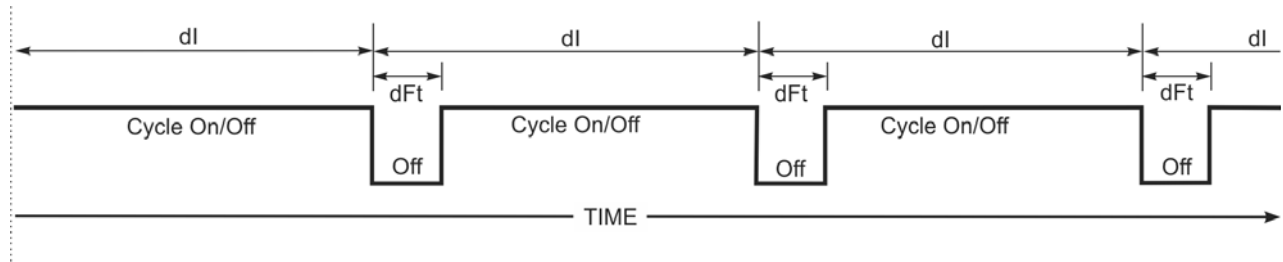 dI dI dI dI
dFt dFt dFt
Cycle On/Off Cycle On/Off Cycle On/Off
Off Off Off
TIME